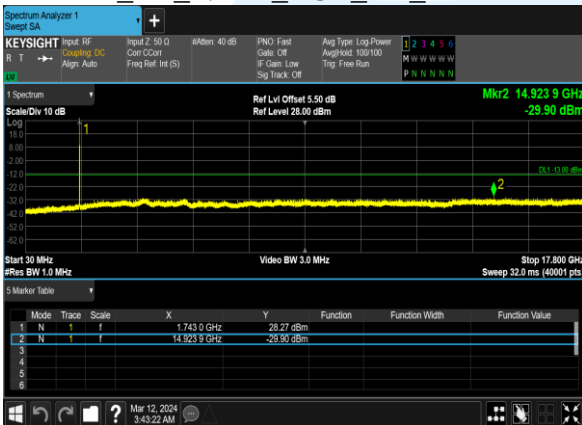 Spectrum Analyzer 1
Swept SA
+
KEYSIGHT Input: RF Input Z: 50 Ω #Atten: 40 dB PNO: Fast Avg Type: Log-Power 1 2 3 4 5 6
R T Coupling: DC Corr CCorr Gate: Off Avg|Hold: 100/100 M W W W W W
Align: Auto Freq Ref: Int (S) IF Gain: Low Trig: Free Run
LV Sig Track: Off P N N N N N
1 Spectrum Ref Lvl Offset 5.50 dB Mkr2 14.923 9 GHz
Scale/Div 10 dB Ref Level 28.00 dBm -29.90 dBm
Log
18.0
8.00
-2.00
-12.0
-22.0
-32.0
-42.0
-52.0
-62.0
1
DL1 -13.00 dBm
2
Start 30 MHz Video BW 3.0 MHz Stop 17.800 GHz
#Res BW 1.0 MHz Sweep 32.0 ms (40001 pts)
5 Marker Table
Mode Trace Scale X Y Function Function Width Function Value
1 N 1 f 1.743 0 GHz 28.27 dBm
2 N 1 f 14.923 9 GHz -29.90 dBm
3
4
5
6
? Mar 12, 2024
3:43:22 AM